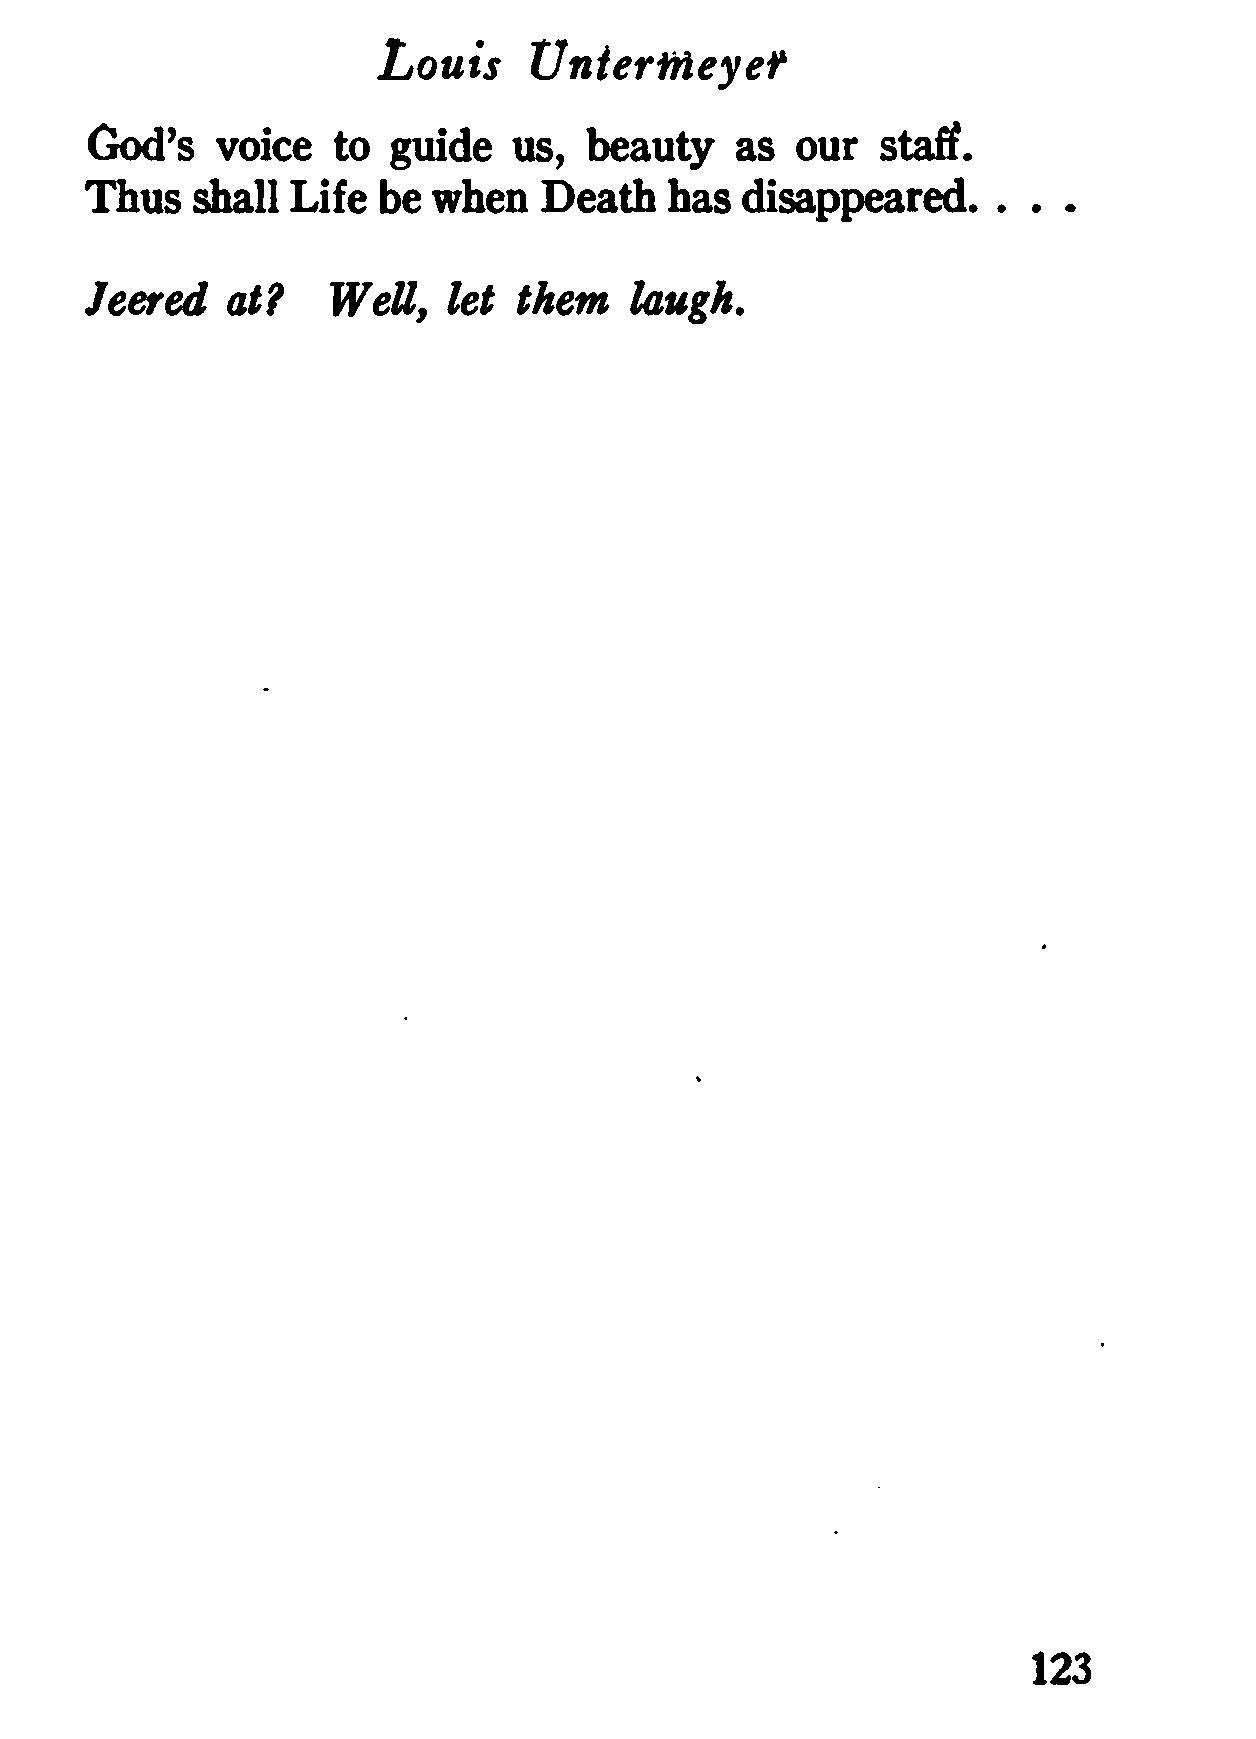 Louis Untermeyer
God's voice to guide us, beauty as our staff.
Thus shall Life be when Death has disappeared. . . .
Jeered at? Well, let them laugh.
123